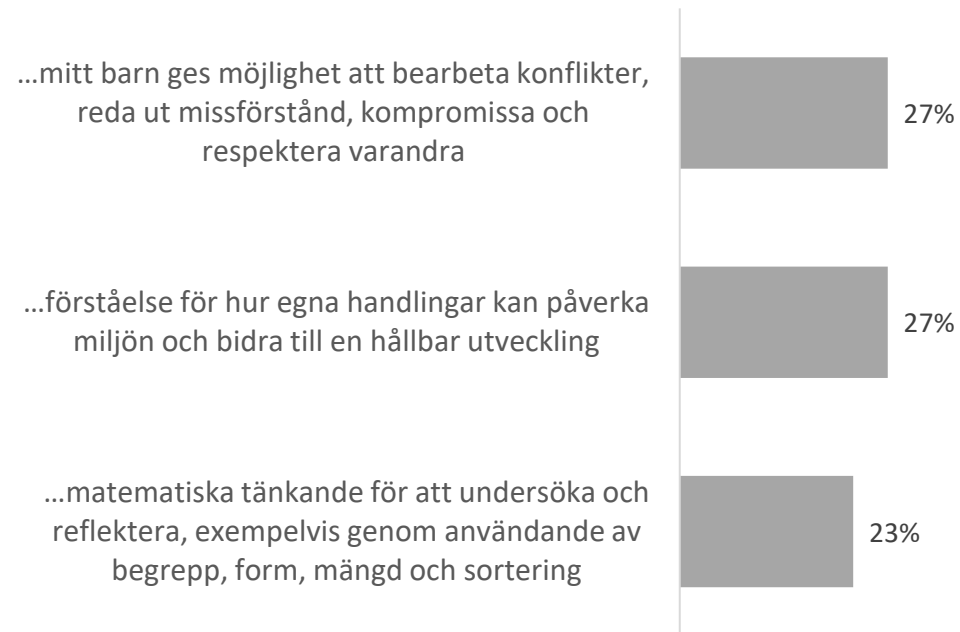 …mitt barn ges möjlighet att bearbeta konflikter,
reda ut missförstånd, kompromissa och
respektera varandra
27%
…förståelse för hur egna handlingar kan påverka
miljön och bidra till en hållbar utveckling
27%
…matematiska tänkande för att undersöka och
reflektera, exempelvis genom användande av
begrepp, form, mängd och sortering
23%